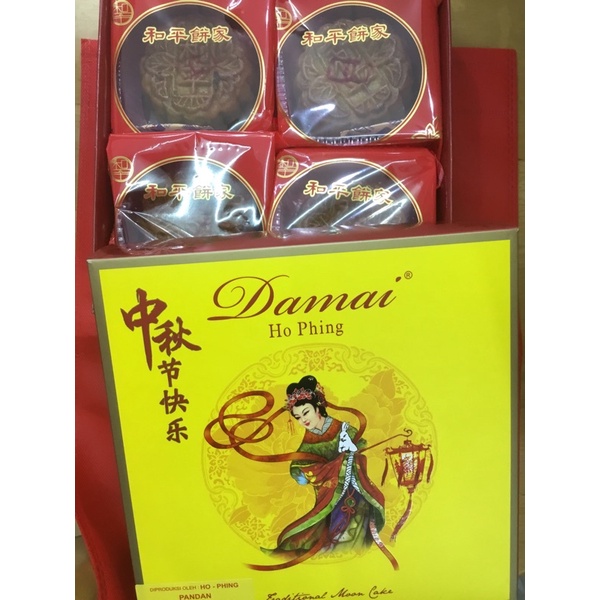 和平餅家
和平餅家
和平餅家
和平餅家
Damai®
Ho Phing
中秋节快乐
Traditional Moon Cake
DIPRODUKSI OLEH : HO - PHING
PANDAN